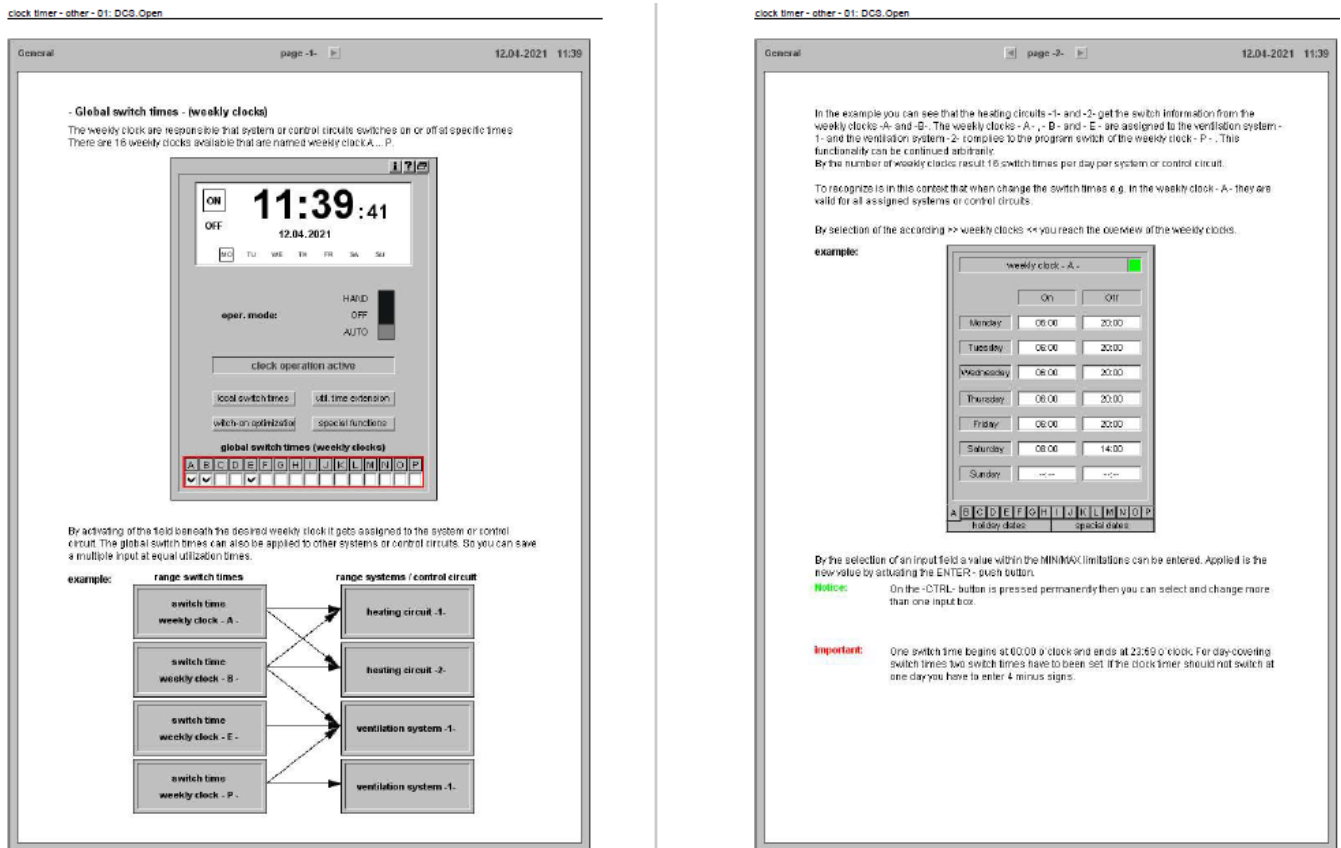 clock timer - other - 01: DCS.Open
General
page -1-
12.04-2021 11:39
- Global switch times - (weekly clocks)
The weekly clock are responsible that system or control circuits switches on or off at specific times
There are 16 weekly clocks available that are named weekly clock A ... P.
ON
OFF
11:39:41
12.04.2021
MO TU WE TH FR SA SU
HAND
oper. mode: OFF
AUTO
clock operation active
local switch times
util. time extension
witch-on optimizatio
special functions
global switch times (weekly clocks)
A B C D E F G H I J K L M N O P
By activating of the field beneath the desired weekly clock it gets assigned to the system or control
circuit. The global switch times can also be applied to other systems or control circuits. So you can save
a multiple input at equal utilization times.
example:
range switch times
range systems / control circuit
switch time
weekly clock - A -
heating circuit -1-
switch time
weekly clock - B -
heating circuit -2-
switch time
weekly clock - E -
ventilation system -1-
switch time
weekly clock - P -
ventilation system -1-
clock timer - other - 01: DCS.Open
General
page -2-
12.04-2021 11:39
In the example you can see that the heating circuits -1- and -2- get the switch information from the
weekly clocks -A- and -B-. The weekly clocks - A - , - B - and - E - are assigned to the ventilation system -
1- and the ventilation system -2- complies to the program switch of the weekly clock - P - . This
functionality can be continued arbitrarily.
By the number of weekly clocks result 16 switch times per day per system or control circuit.
To recognize is in this context that when change the switch times e.g. in the weekly clock - A - they are
valid for all assigned systems or control circuits.
By selection of the according >> weekly clocks << you reach the overview of the weekly clocks.
example:
weekly clock - A -
On Off
Monday 06:00 20:00
Tuesday 06:00 20:00
Wednesday 06:00 20:00
Thursday 06:00 20:00
Friday 06:00 20:00
Saturday 08:00 14:00
Sunday --:-- --:--
A B C D E F G H I J K L M N O P
holiday dates special dates
By the selection of an input field a value within the MIN/MAX limitations can be entered. Applied is the
new value by actuating the ENTER - push button.
Notice: On the -CTRL- button is pressed permanently then you can select and change more
than one input box.
Important: One switch time begins at 00:00 o'clock and ends at 23:59 o'clock. For day-covering
switch times two switch times have to been set. If the clock timer should not switch at
one day you have to enter 4 minus signs.